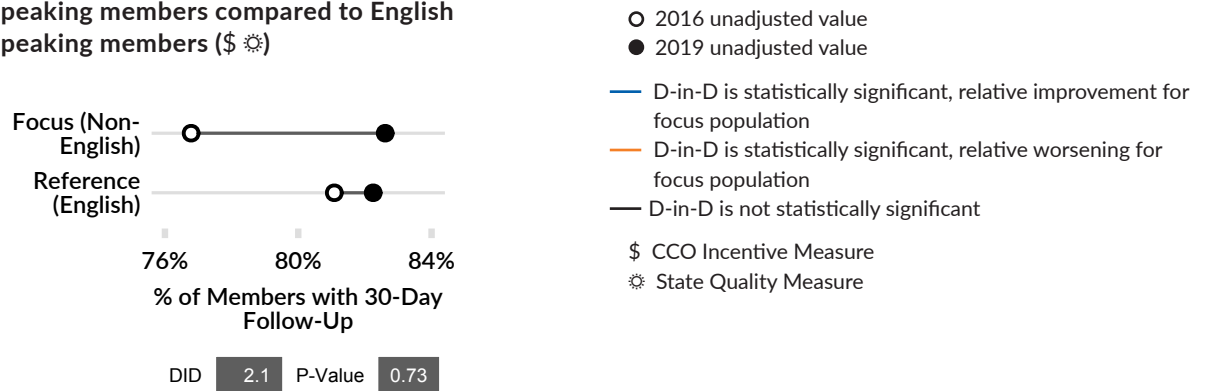 peaking members compared to English
peaking members ($ ☼)
Focus (Non-
English)
Reference
(English)
76% 80% 84%
% of Members with 30-Day
Follow-Up
DID 2.1 P-Value 0.73
2016 unadjusted value
2019 unadjusted value
D-in-D is statistically significant, relative improvement for
focus population
D-in-D is statistically significant, relative worsening for
focus population
D-in-D is not statistically significant
$ CCO Incentive Measure
☼ State Quality Measure